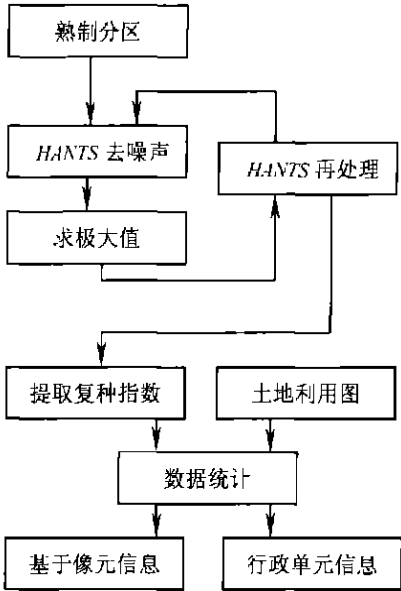 熟制分区
HANTS 去噪声
HANTS 再处理
求极大值
提取复种指数
土地利用图
数据统计
基于像元信息
行政单元信息